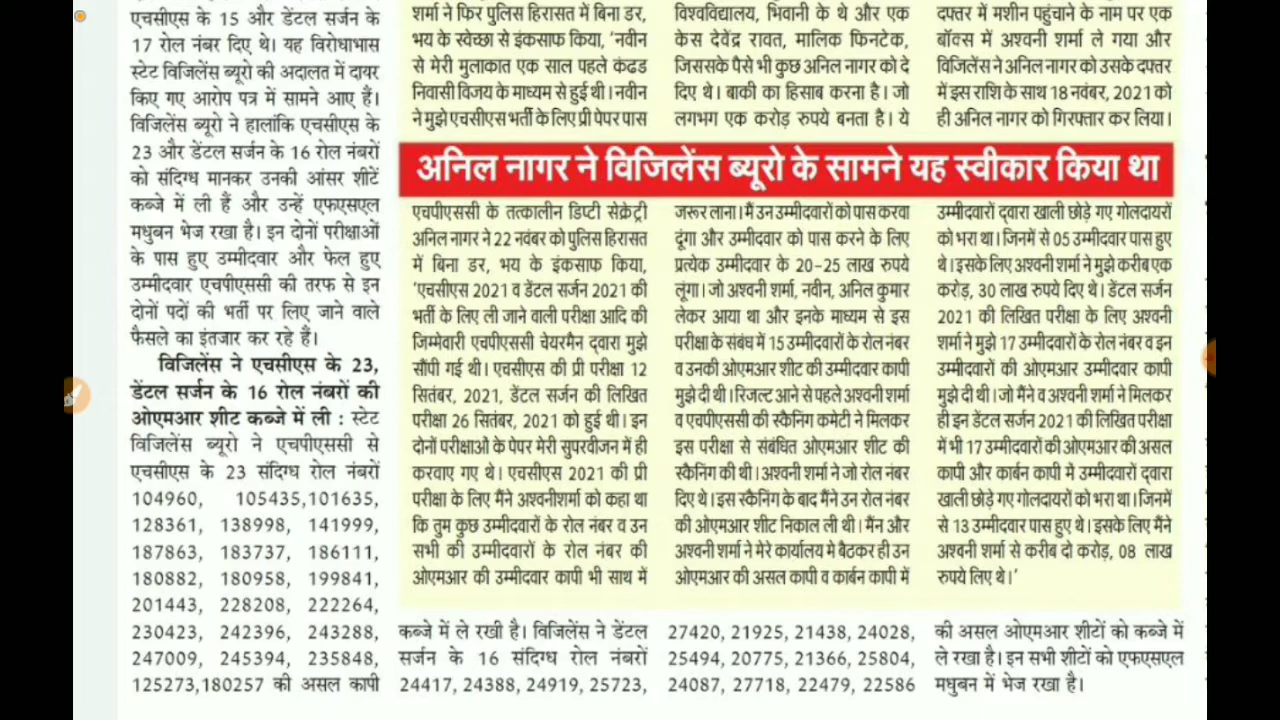 एचसीएस के 15 और डेंटल सर्जन के
17 रोल नंबर दिए थे। यह विरोधाभास
स्टेट विजिलेंस ब्यूरो की अदालत में दायर
किए गए आरोप पत्र में सामने आए हैं।
विजिलेंस ब्यूरो ने हालांकि एचसीएस के
23 और डेंटल सर्जन के 16 रोल नंबरों
को संदिग्ध मानकर उनकी आंसर शीटें
कब्जे में ली हैं और उन्हें एफएसएल
मधुबन भेज रखा है। इन दोनों परीक्षाओं
के पास हुए उम्मीदवार और फेल हुए
उम्मीदवार एचपीएससी की तरफ से इन
दोनों पदों की भर्ती पर लिए जाने वाले
फैसले का इंतजार कर रहे हैं।
विजिलेंस ने एचसीएस के 23,
डेंटल सर्जन के 16 रोल नंबरों की
ओएमआर शीट कब्जे में ली : स्टेट
विजिलेंस ब्यूरो ने एचपीएससी से
एचसीएस के 23 संदिग्ध रोल नंबरों
104960, 105435,101635,
128361, 138998, 141999,
187863, 183737, 186111,
180882, 180958, 199841,
201443, 228208, 222264,
230423, 242396, 243288,
247009, 245394, 235848,
125273,180257 की असल कापी
शर्मा ने फिर पुलिस हिरासत में बिना डर,
भय के स्वेच्छा से इंकसाफ किया, 'नवीन
से मेरी मुलाकात एक साल पहले कंढड
निवासी विजय के माध्यम से हुई थी। नवीन
ने मुझे एचसीएस भर्ती के लिए प्री पेपर पास
विश्वविद्यालय, भिवानी के थे और एक
केस देवेंद्र रावत, मालिक फिनटेक,
जिससके पैसे भी कुछ अनिल नागर को दे
दिए थे। बाकी का हिसाब करना है। जो
लगभग एक करोड़ रुपये बनता है। ये
दफ्तर में मशीन पहुंचाने के नाम पर एक
बॉक्स में अश्वनी शर्मा ले गया और
विजिलेंस ने अनिल नागर को उसके दफ्तर
में इस राशि के साथ 18 नवंबर, 2021 को
ही अनिल नागर को गिरफ्तार कर लिया।
अनिल नागर ने विजिलेंस ब्यूरो के सामने यह स्वीकार किया था
एचपीएससी के तत्कालीन डिप्टी सेक्रेट्री
अनिल नागर ने 22 नवंबर को पुलिस हिरासत
में बिना डर, भय के इंकसाफ किया,
'एचसीएस 2021 व डेंटल सर्जन 2021 की
भर्ती के लिए ली जाने वाली परीक्षा आदि की
जिम्मेवारी एचपीएससी चेयरमैन द्वारा मुझे
सौंपी गई थी। एचसीएस की प्री परीक्षा 12
सितंबर, 2021, डेंटल सर्जन की लिखित
परीक्षा 26 सितंबर, 2021 को हुई थी। इन
दोनों परीक्षाओं के पेपर मेरी सुपरवीजन में ही
करवाए गए थे। एचसीएस 2021 की प्री
परीक्षा के लिए मैंने अश्वनीशर्मा को कहा था
कि तुम कुछ उम्मीदवारों के रोल नंबर व उन
सभी की उम्मीदवारों के रोल नंबर की
ओएमआर की उम्मीदवार कापी भी साथ में
जरूर लाना। मैं उन उम्मीदवारों को पास करवा
दूंगा और उम्मीदवार को पास करने के लिए
प्रत्येक उम्मीदवार के 20-25 लाख रुपये
लूंगा। जो अश्वनी शर्मा, नवीन, अनिल कुमार
लेकर आया था और इनके माध्यम से इस
परीक्षा के संबंध में 15 उम्मीदवारों के रोल नंबर
व उनकी ओएमआर शीट की उम्मीदवार कापी
मुझे दी थी। रिजल्ट आने से पहले अश्वनी शर्मा
व एचपीएससी की स्कैनिंग कमेटी ने मिलकर
इस परीक्षा से संबंधित ओएमआर शीट की
स्कैनिंग की थी। अश्वनी शर्मा ने जो रोल नंबर
दिए थे। इस स्कैनिंग के बाद मैंने उन रोल नंबर
की ओएमआर शीट निकाल ली थी। मैंन और
अश्वनी शर्मा ने मेरे कार्यालय मे बैठकर ही उन
ओएमआर की असल कापी व कार्बन कापी में
उम्मीदवारों द्वारा खाली छोड़े गए गोलदायरों
को भरा था। जिनमें से 05 उम्मीदवार पास हुए
थे। इसके लिए अश्वनी शर्मा ने मुझे करीब एक
करोड़, 30 लाख रुपये दिए थे। डेंटल सर्जन
2021 की लिखित परीक्षा के लिए अश्वनी
शर्मा ने मुझे 17 उम्मीदवारों के रोल नंबर व इन
उम्मीदवारों की ओएमआर उम्मीदवार कापी
मुझे दी थी। जो मैंने व अश्वनी शर्मा ने मिलकर
ही इन डेंटल सर्जन 2021 की लिखित परीक्षा
में भी 17 उम्मीदवारों की ओएमआर की असल
कापी और कार्बन कापी मे उम्मीदवारों द्वारा
खाली छोड़े गए गोलदायरों को भरा था। जिनमें
से 13 उम्मीदवार पास हुए थे। इसके लिए मैंने
अश्वनी शर्मा से करीब दो करोड़, 08 लाख
रुपये लिए थे।'
कब्जे में ले रखी है। विजिलेंस ने डेंटल
सर्जन के 16 संदिग्ध रोल नंबरों
24417, 24388, 24919, 25723,
27420, 21925, 21438, 24028,
25494, 20775, 21366, 25804,
24087, 27718, 22479, 22586
की असल ओएमआर शीटों को कब्जे में
ले रखा है। इन सभी शीटों को एफएसएल
मधुबन में भेज रखा है।